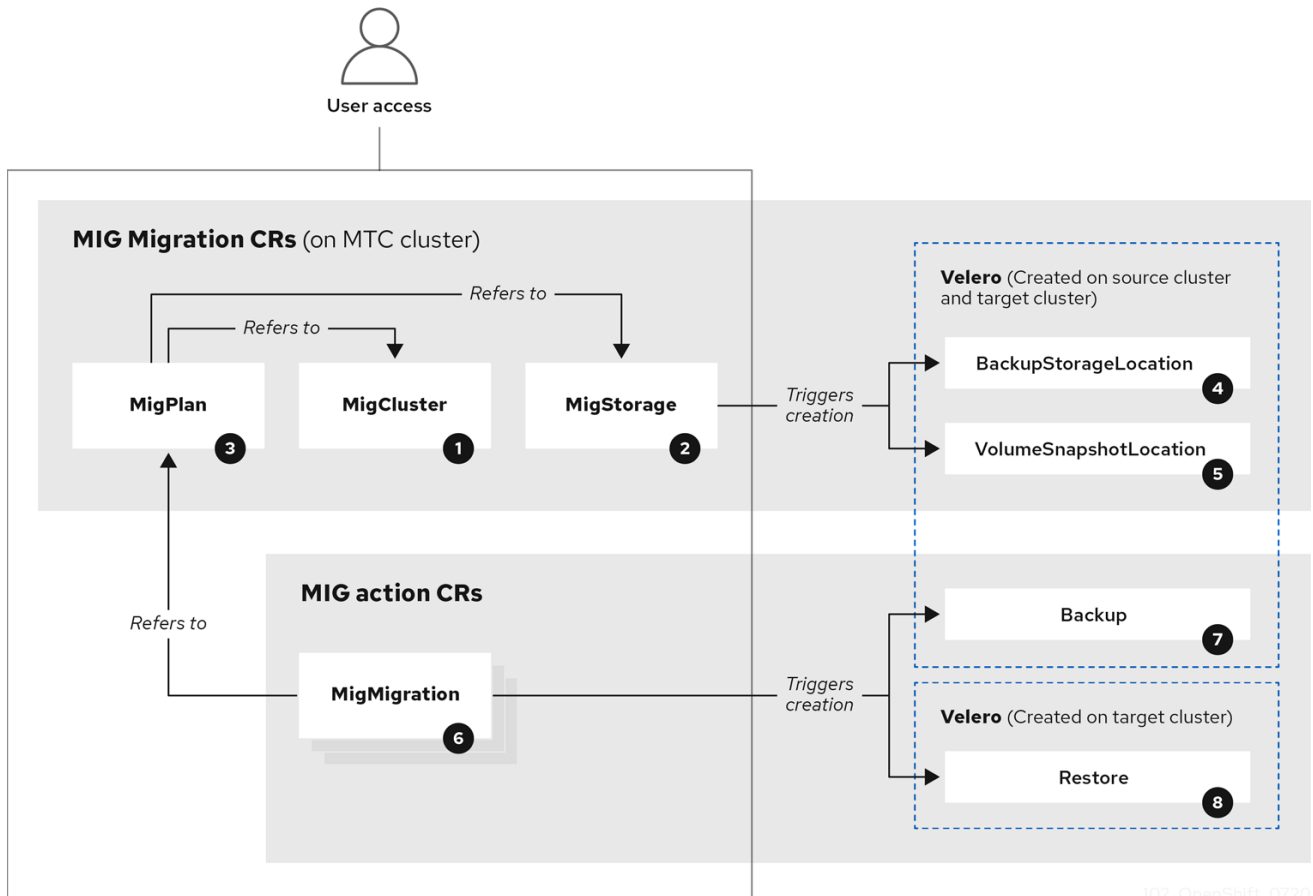 User access
MIG Migration CRs (on MTC cluster)
Refers to
Refers to
MigPlan
3
MigCluster
1
MigStorage
2
Triggers
creation
Velero (Created on source cluster
and target cluster)
BackupStorageLocation
4
VolumeSnapshotLocation
5
Refers to
MIG action CRs
MigMigration
6
Triggers
creation
Backup
7
Velero (Created on target cluster)
Restore
8